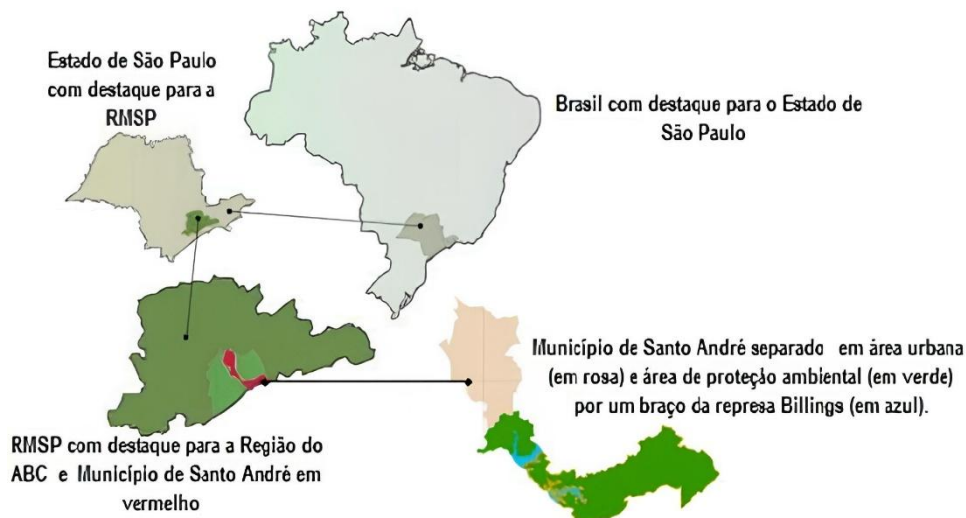 Estado de São Paulo
com destaque para a
RMSP
Brasil com destaque para o Estado de
São Paulo
Município de Santo André separado em área urbana
(em rosa) e área de proteção ambiental (em verde)
por um braço da represa Billings (em azul).
RMSP com destaque para a Região do
ABC e Município de Santo André em
vermelho